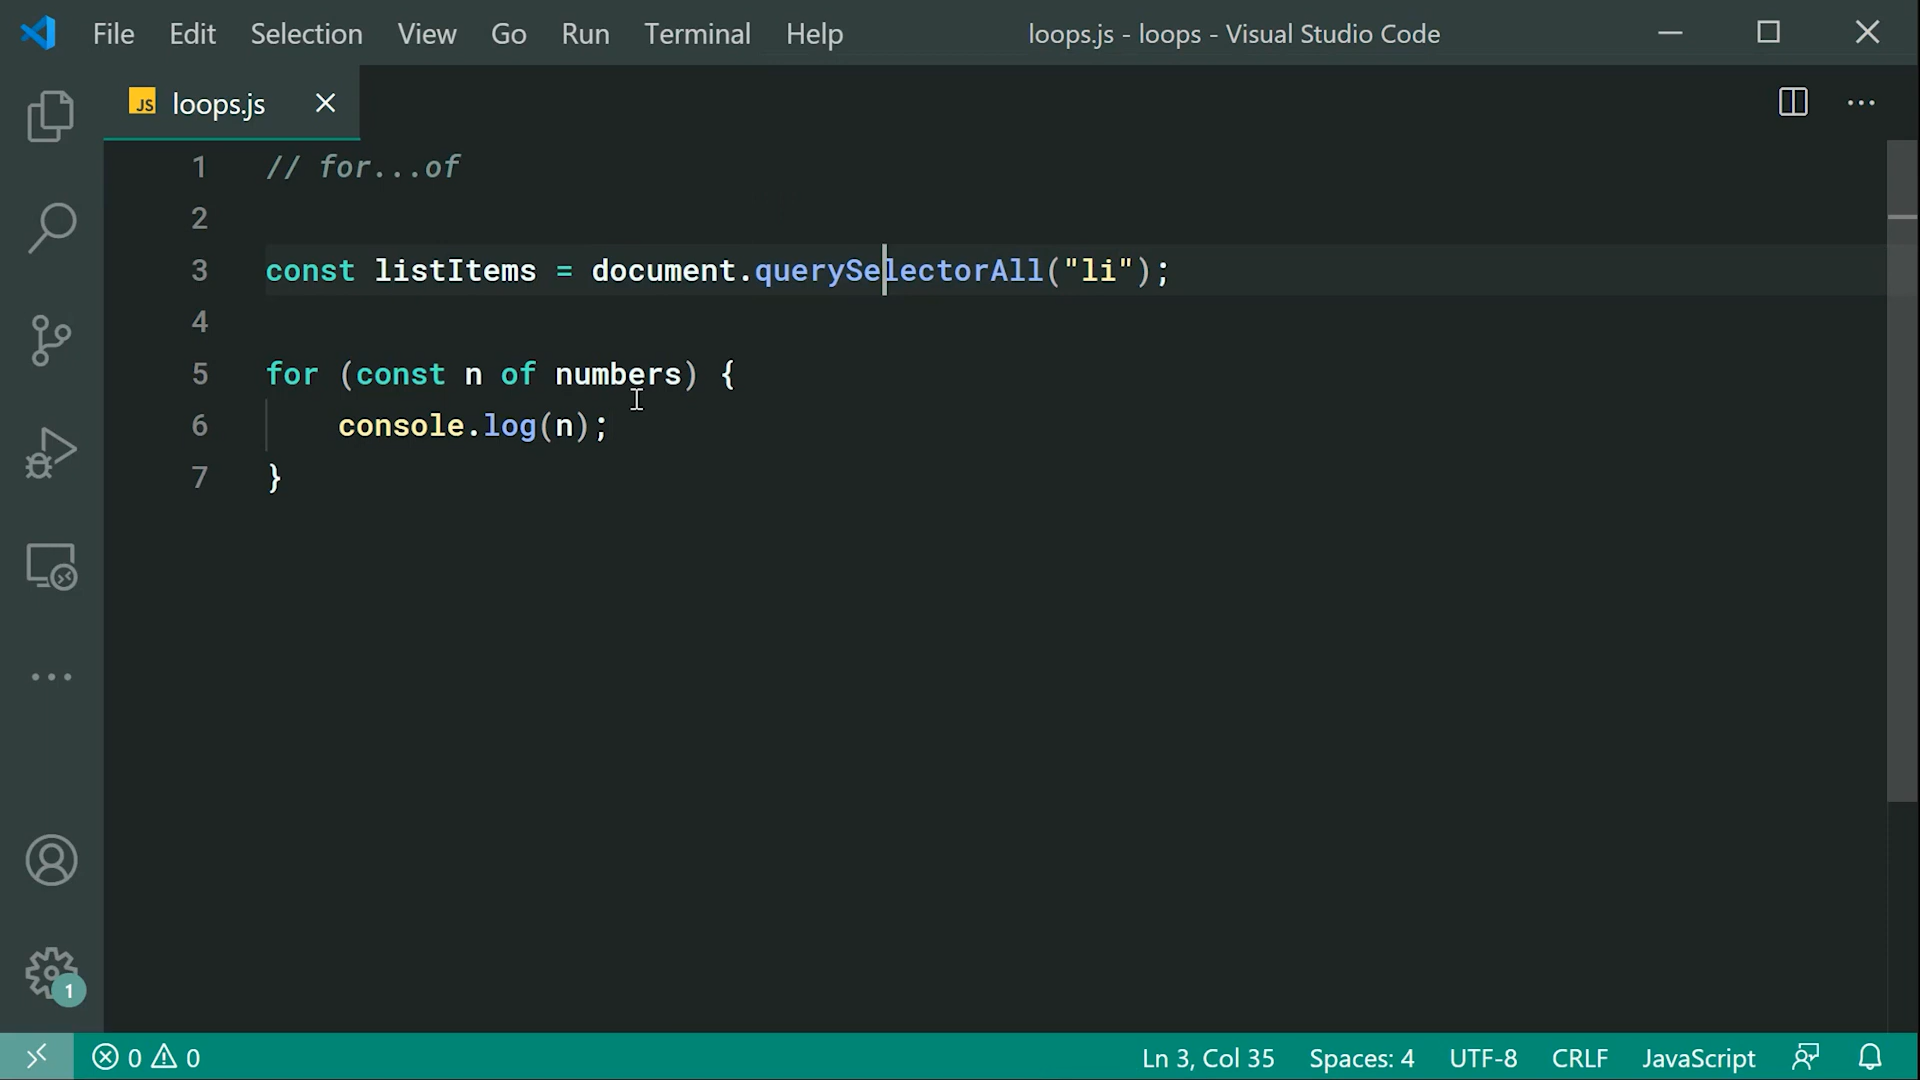 File Edit Selection View Go Run Terminal Help loops.js - loops - Visual Studio Code
JS loops.js
1 // for...of
2
3 const listItems = document.querySelectorAll("li");
4
5 for (const n of numbers) {
6 console.log(n);
7 }
1
0 0 Ln 3, Col 35 Spaces: 4 UTF-8 CRLF JavaScript